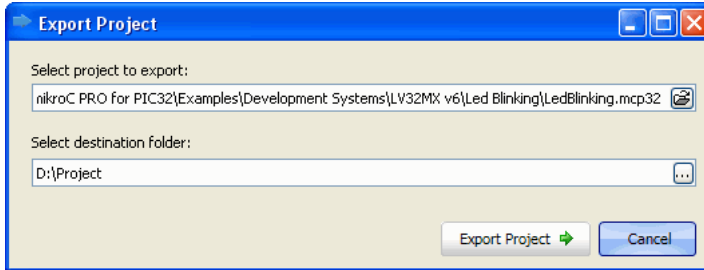 Export Project
Select project to export:
nikroC PRO for PIC32\Examples\Development Systems\LV32MX v6\Led Blinking\LedBlinking.mcp32
Select destination folder:
D:\Project
...
Export Project
Cancel